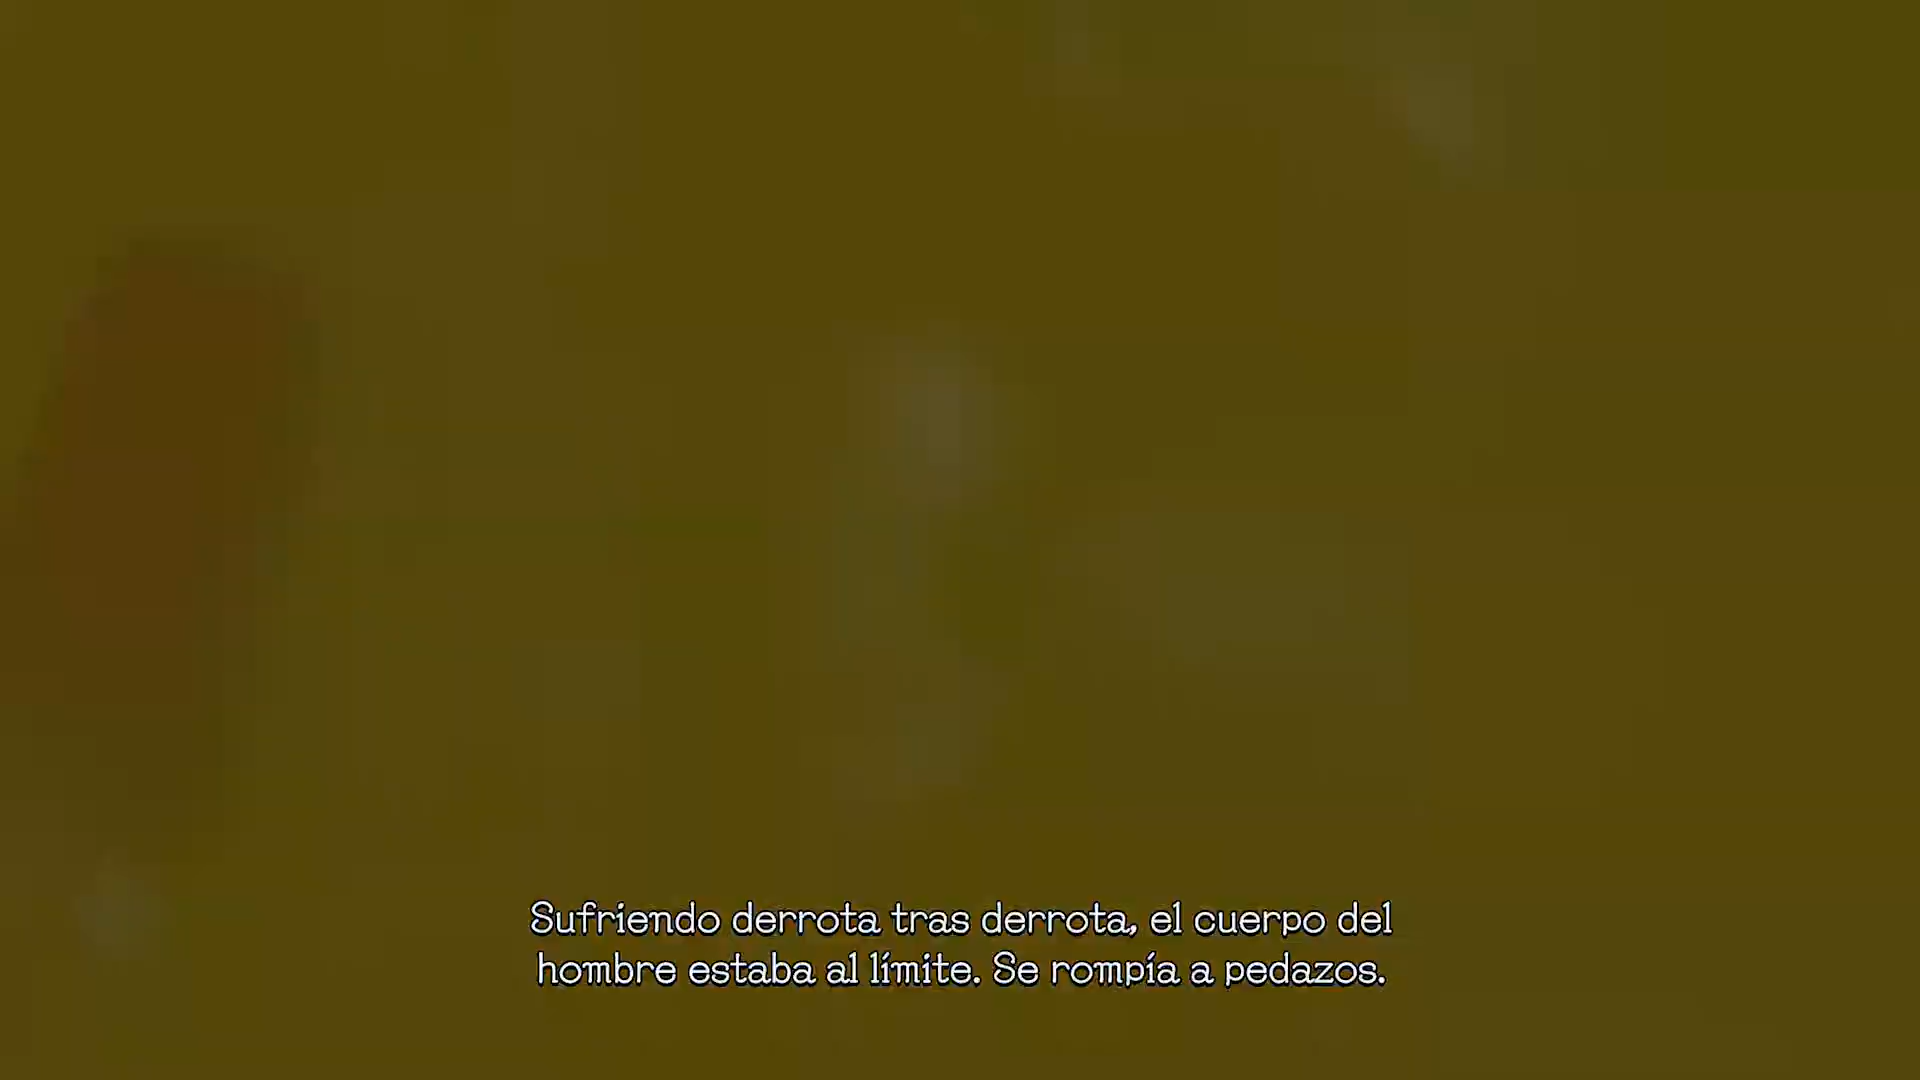 Sufriendo derrota tras derrota, el cuerpo del
hombre estaba al límite. Se rompía a pedazos.